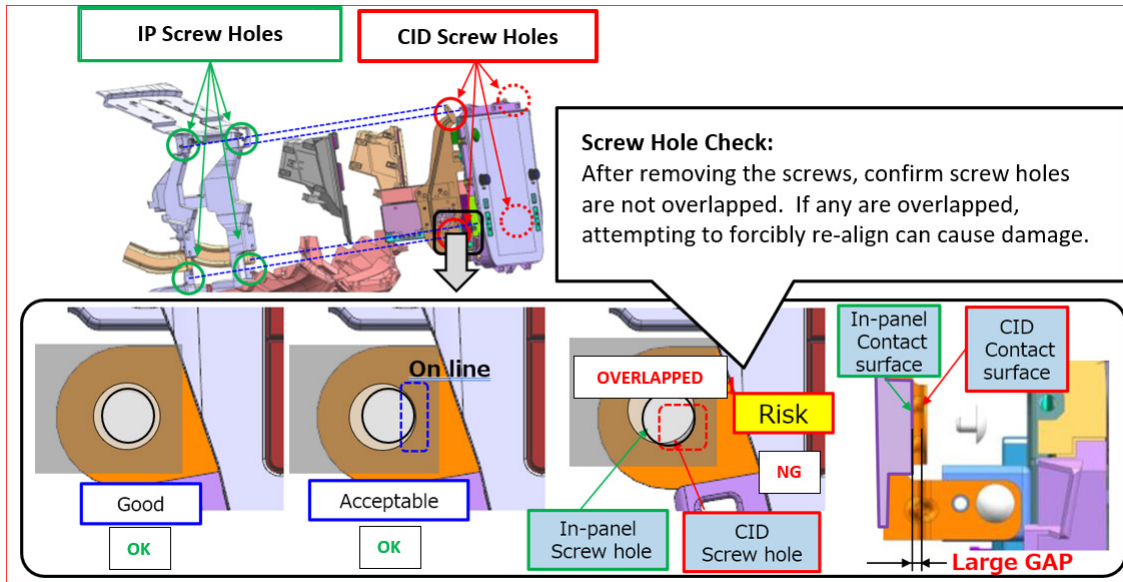 IP Screw Holes
CID Screw Holes
Screw Hole Check:
After removing the screws, confirm screw holes
are not overlapped.  If any are overlapped,
attempting to forcibly re-align can cause damage.
Good
OK
On line
Acceptable
OK
OVERLAPPED
Risk
NG
In-panel
Screw hole
CID
Screw hole
In-panel
Contact
surface
CID
Contact
surface
Large GAP